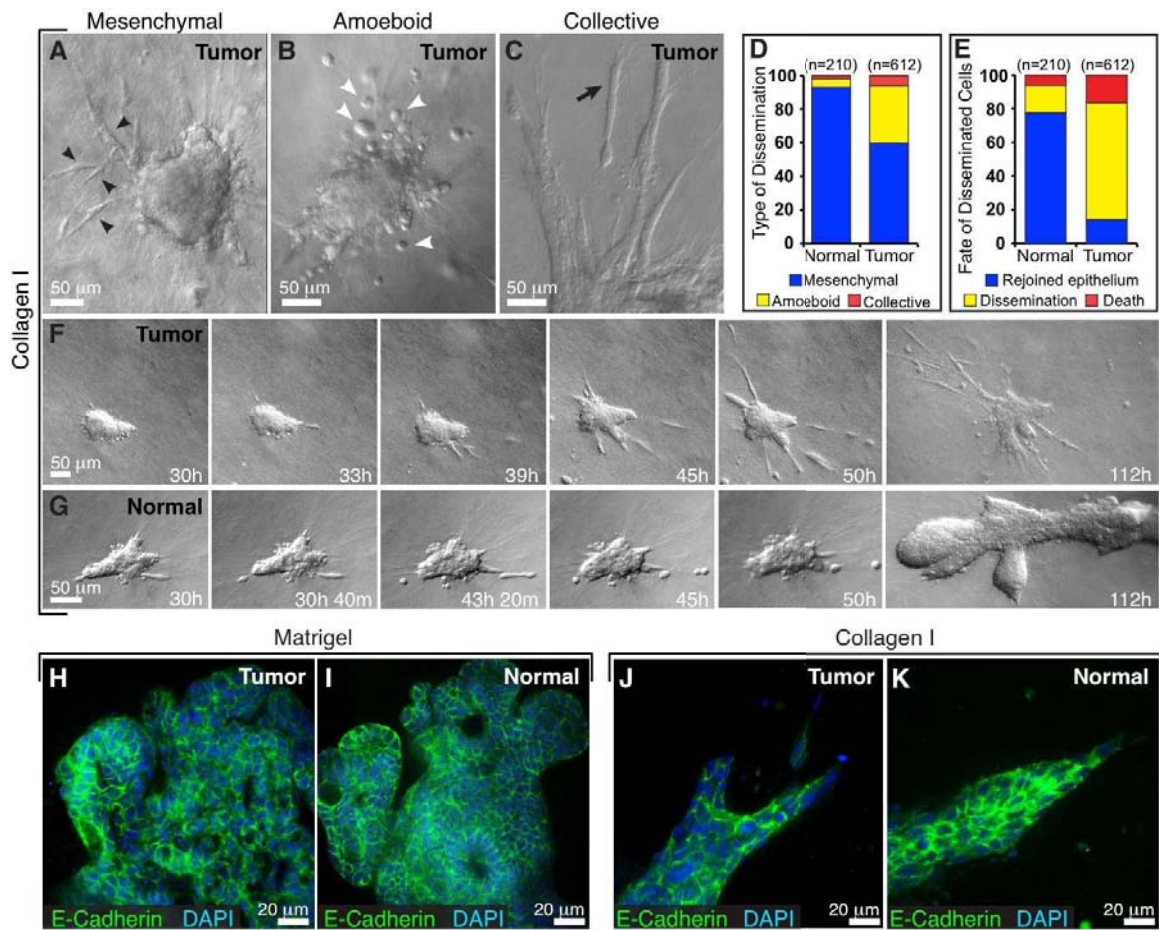 Mesenchymal
Amoeboid
Collective
Collagen I
A
Tumor
50 μm
B
Tumor
50 μm
C
Tumor
50 μm
D
(n=210) (n=612)
Type of Dissemination
100
80
60
40
20
0
Normal Tumor
Mesenchymal
Amoeboid Collective
E
(n=210) (n=612)
Fate of Disseminated Cells
100
80
60
40
20
0
Normal Tumor
Rejoined epithelium
Dissemination Death
F
Tumor
50 μm
30h
33h
39h
45h
50h
112h
G
Normal
50 μm
30h
30h 40m
43h 20m
45h
50h
112h
Matrigel
Collagen I
H
Tumor
E-Cadherin DAPI
20 μm
I
Normal
E-Cadherin DAPI
20 μm
J
Tumor
E-Cadherin DAPI
20 μm
K
Normal
E-Cadherin DAPI
20 μm